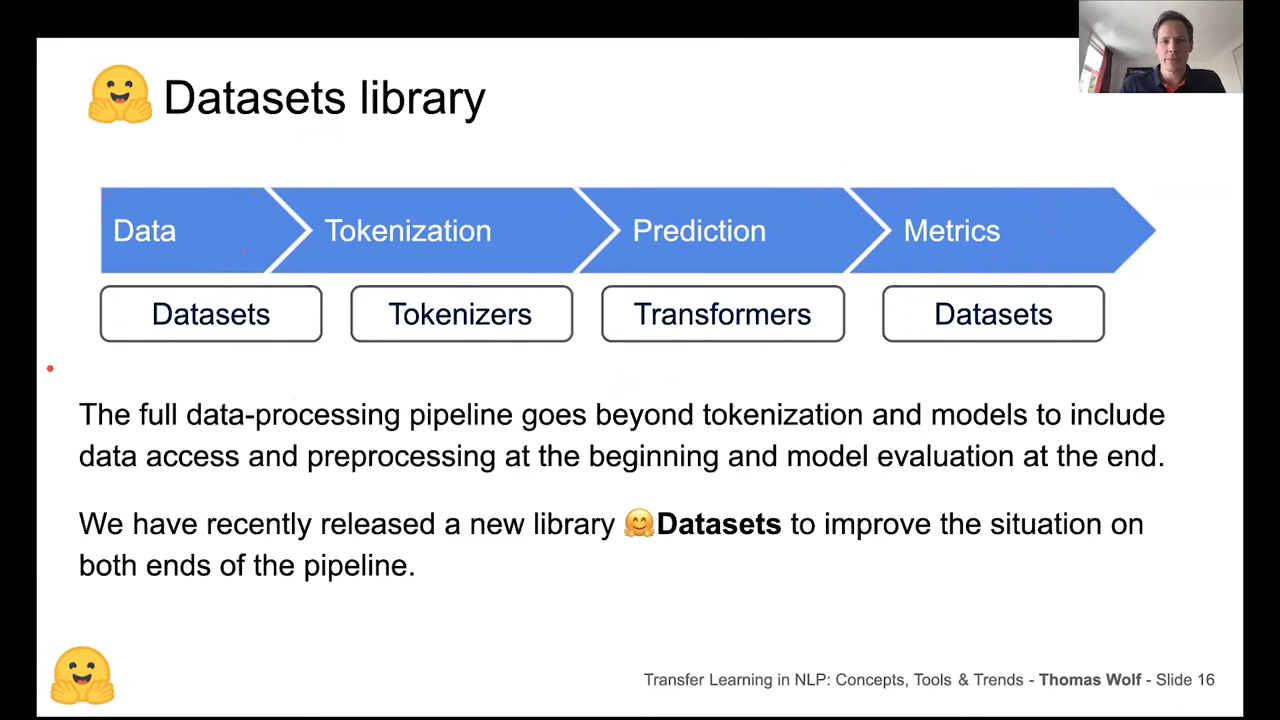 Datasets library
Data
Tokenization
Prediction
Metrics
Datasets
Tokenizers
Transformers
Datasets
The full data-processing pipeline goes beyond tokenization and models to include
data access and preprocessing at the beginning and model evaluation at the end.
We have recently released a new library 🤗Datasets to improve the situation on
both ends of the pipeline.
Transfer Learning in NLP: Concepts, Tools & Trends - Thomas Wolf - Slide 16